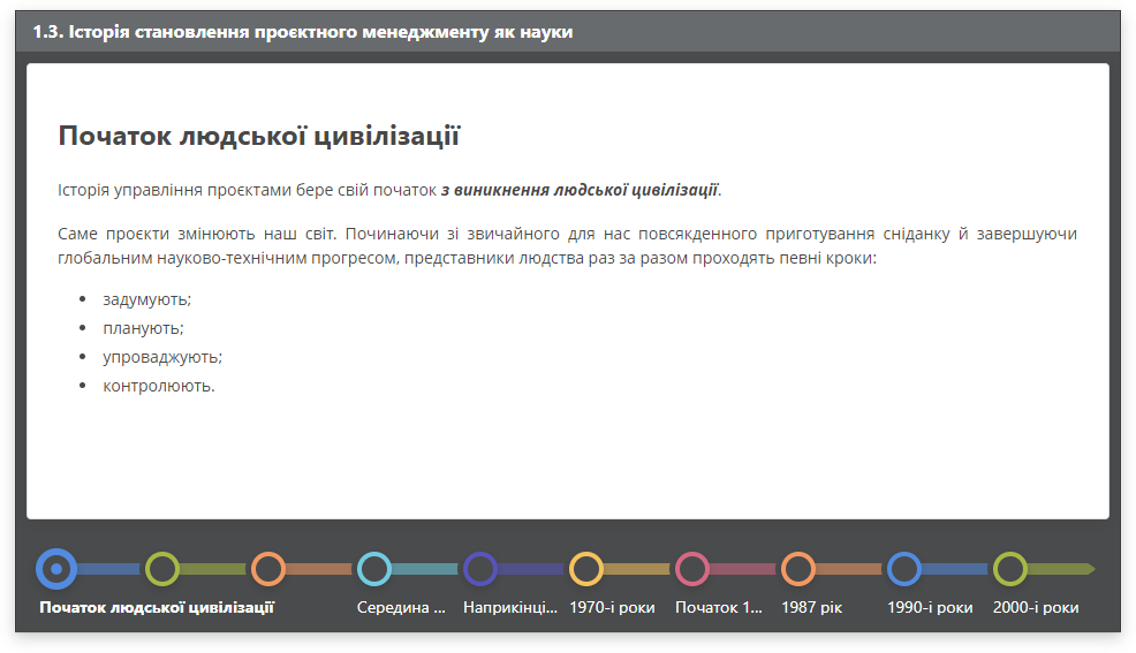 1.3. Історія становлення проєктного менеджменту як науки
Початок людської цивілізації
Історія управління проєктами бере свій початок з виникнення людської цивілізації.
Саме проєкти змінюють наш світ. Починаючи зі звичайного для нас повсякденного приготування сніданку й завершуючи
глобальним науково-технічним прогресом, представники людства раз за разом проходять певні кроки:
• задумують;
• планують;
• упроваджують;
• контролюють.
Початок людської цивілізації
Середина ...
Наприкінці...
1970-і роки
Початок 1...
1987 рік
1990-і роки
2000-і роки